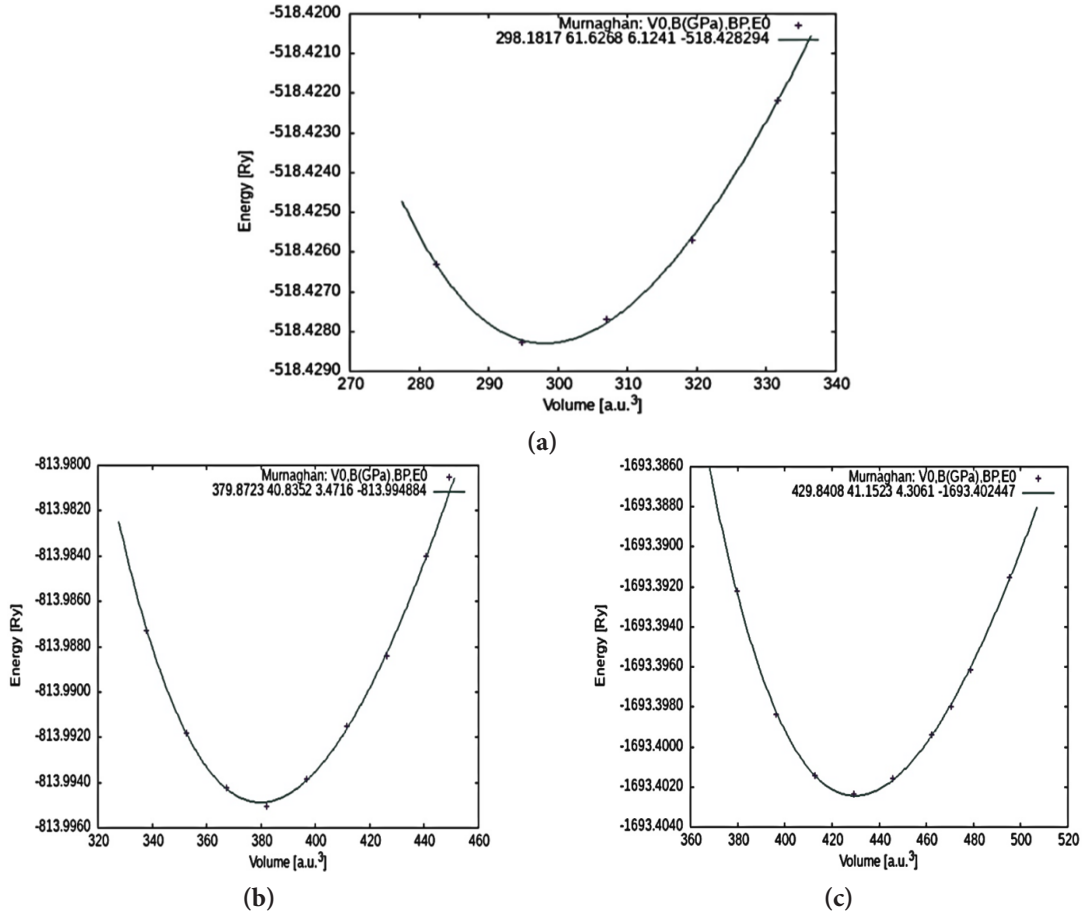 -518.4200
-518.4210
-518.4220
-518.4230
-518.4240
-518.4250
-518.4260
-518.4270
-518.4280
-518.4290
Energy [Ry]
Murnaghan: V0,B(GPa),BP,E0
298.1817 61.6268 6.1241 -518.428294
270 280 290 300 310 320 330 340
Volume [a.u.³]
(a)
-813.9800
-813.9820
-813.9840
-813.9860
-813.9880
-813.9900
-813.9920
-813.9940
-813.9960
Energy [Ry]
Murnaghan: V0,B(GPa),BP,E0
379.8723 40.8352 3.4716 -813.994884
320 340 360 380 400 420 440 460
Volume [a.u.³]
(b)
-1693.3860
-1693.3880
-1693.3900
-1693.3920
-1693.3940
-1693.3960
-1693.3980
-1693.4000
-1693.4020
-1693.4040
Energy [Ry]
Murnaghan: V0,B(GPa),BP,E0
429.8408 41.1523 4.3061 -1693.402447
360 380 400 420 440 460 480 500 520
Volume [a.u.³]
(c)